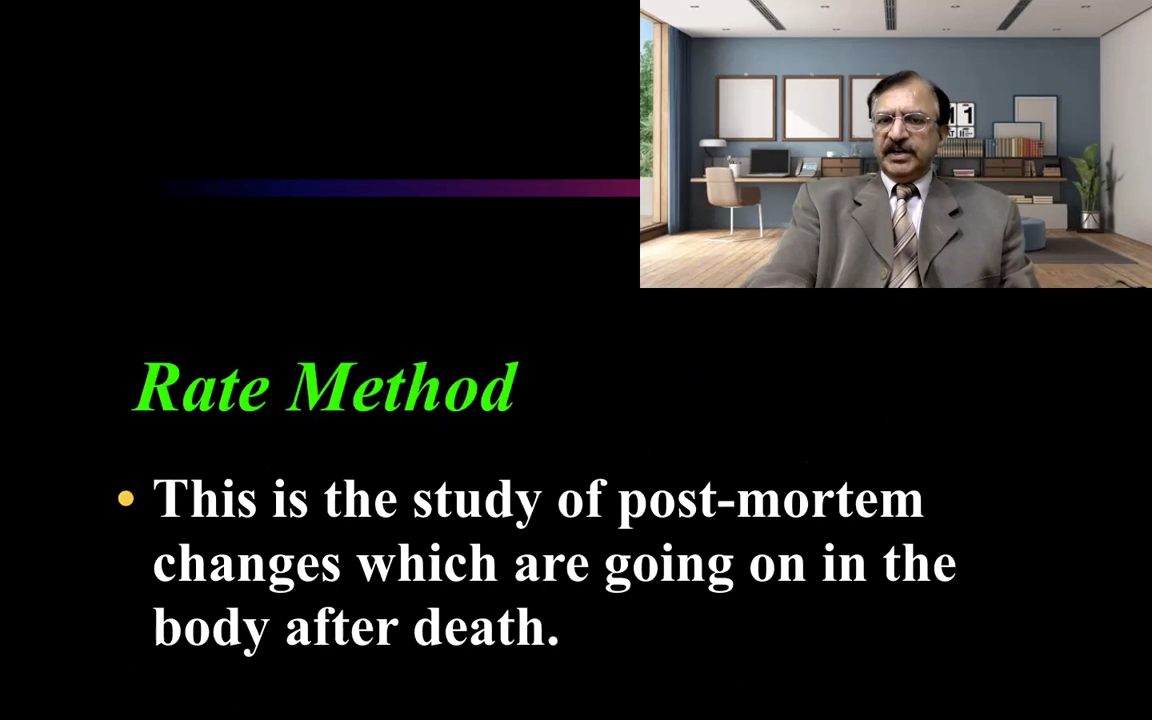 Rate Method
• This is the study of post-mortem
changes which are going on in the
body after death.